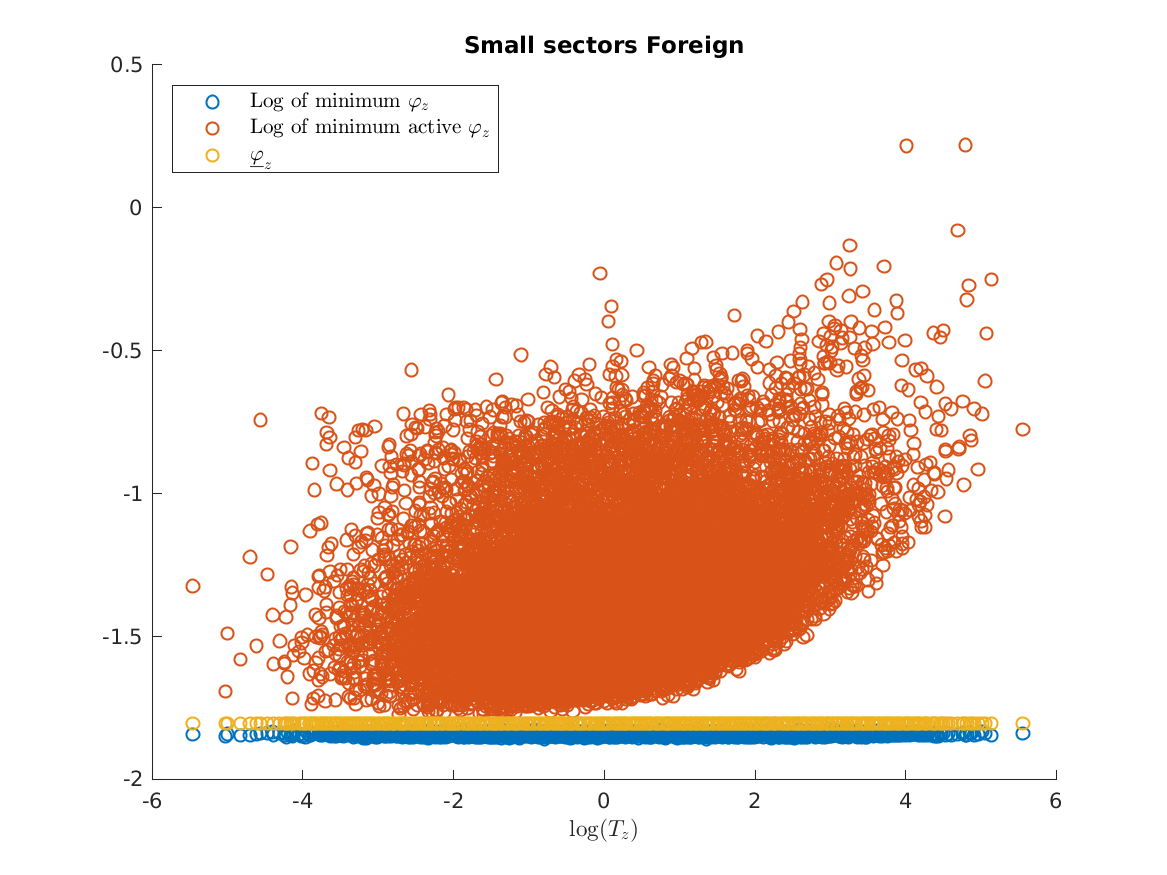 Small sectors Foreign
0.5
Log of minimum φ_z
Log of minimum active φ_z
φ_z
0
-0.5
-1
-1.5
-2
-6 -4 -2 0 2 4 6
log(T_z)